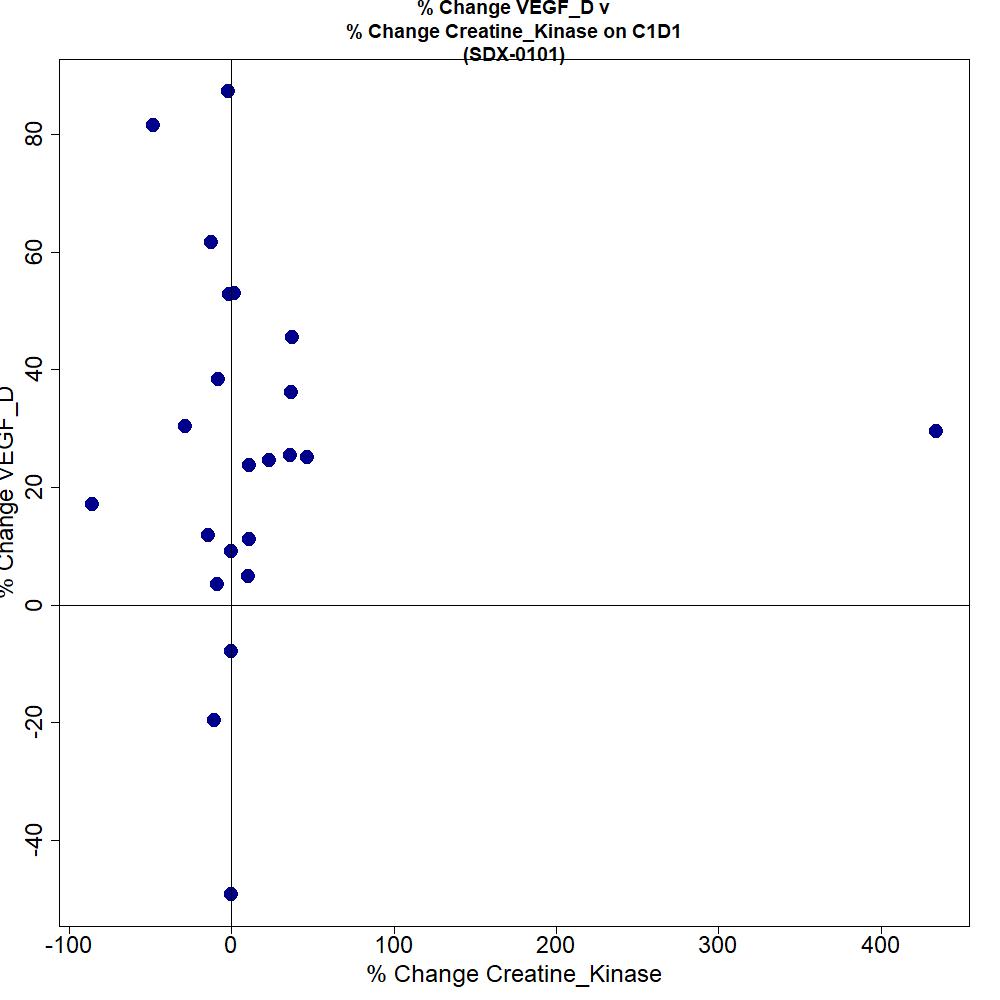 % Change VEGF_D v
% Change Creatine_Kinase on C1D1
(SDX-0101)
% Change VEGF_D
80
60
40
20
0
-20
-40
-100 0 100 200 300 400
% Change Creatine_Kinase